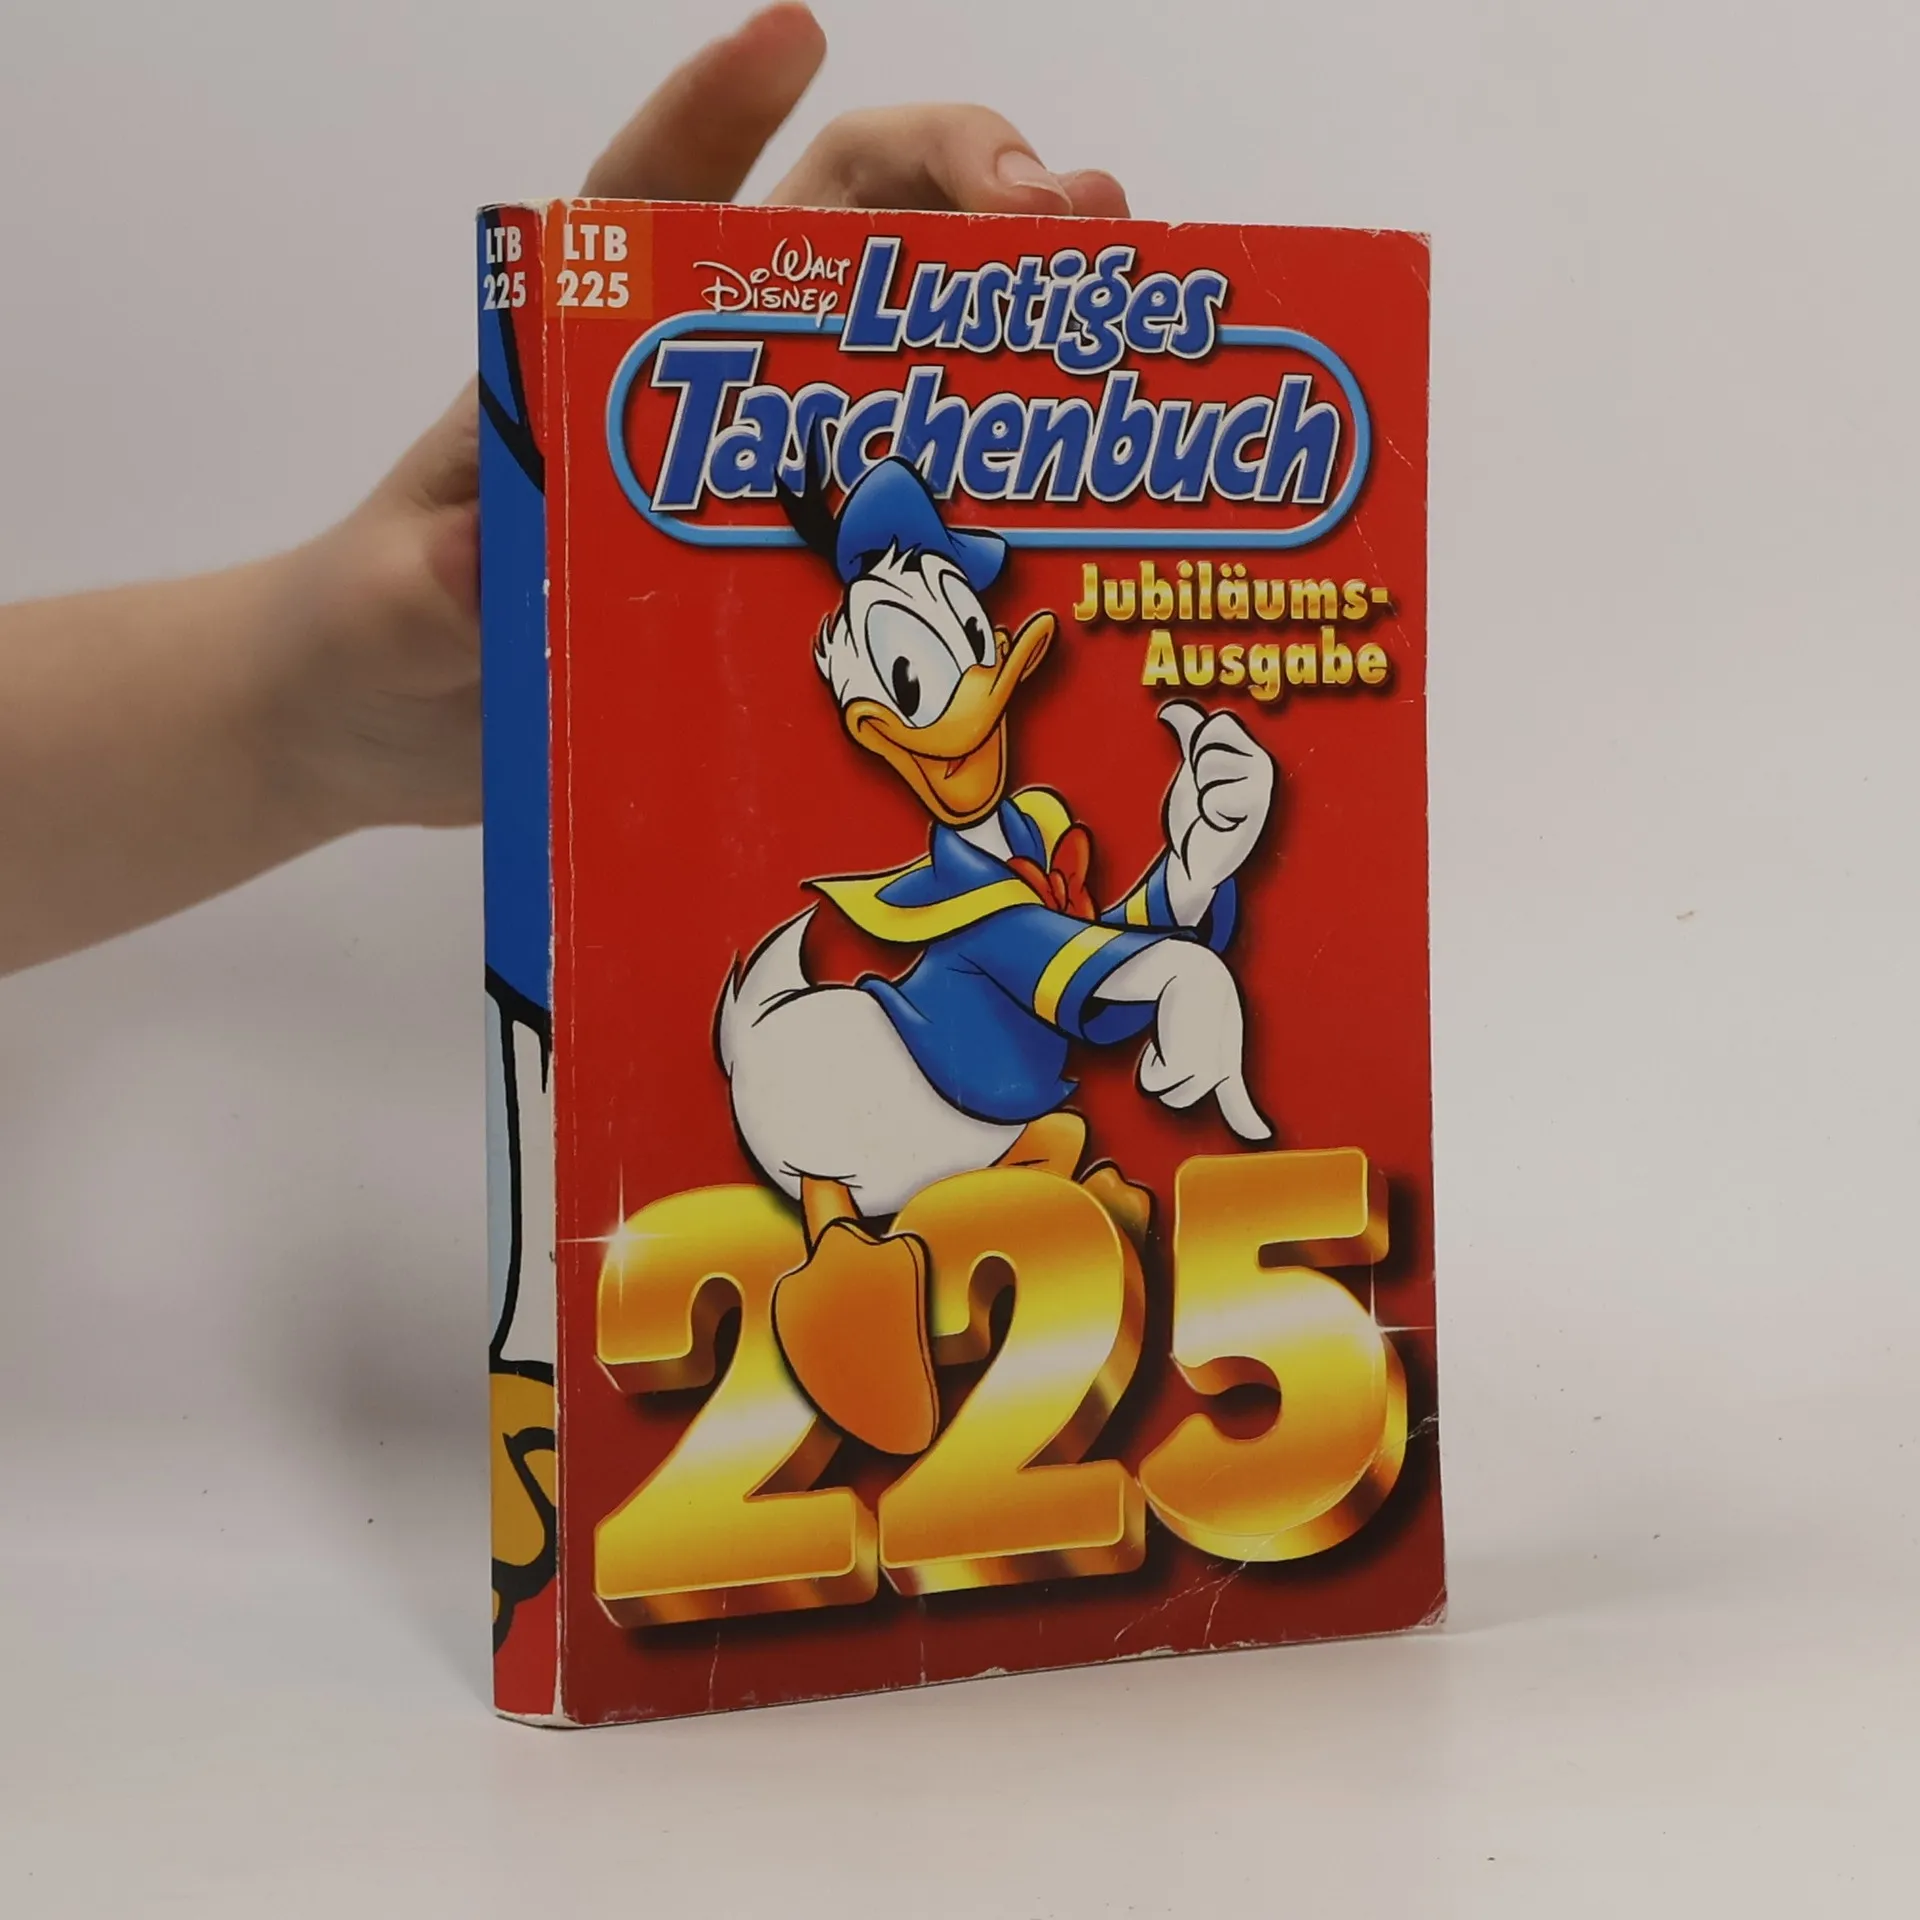 LTB
225
LTB
225
WALT
DISNEY
Lustiges
Taschenbuch
Jubiläums-
Ausgabe
225